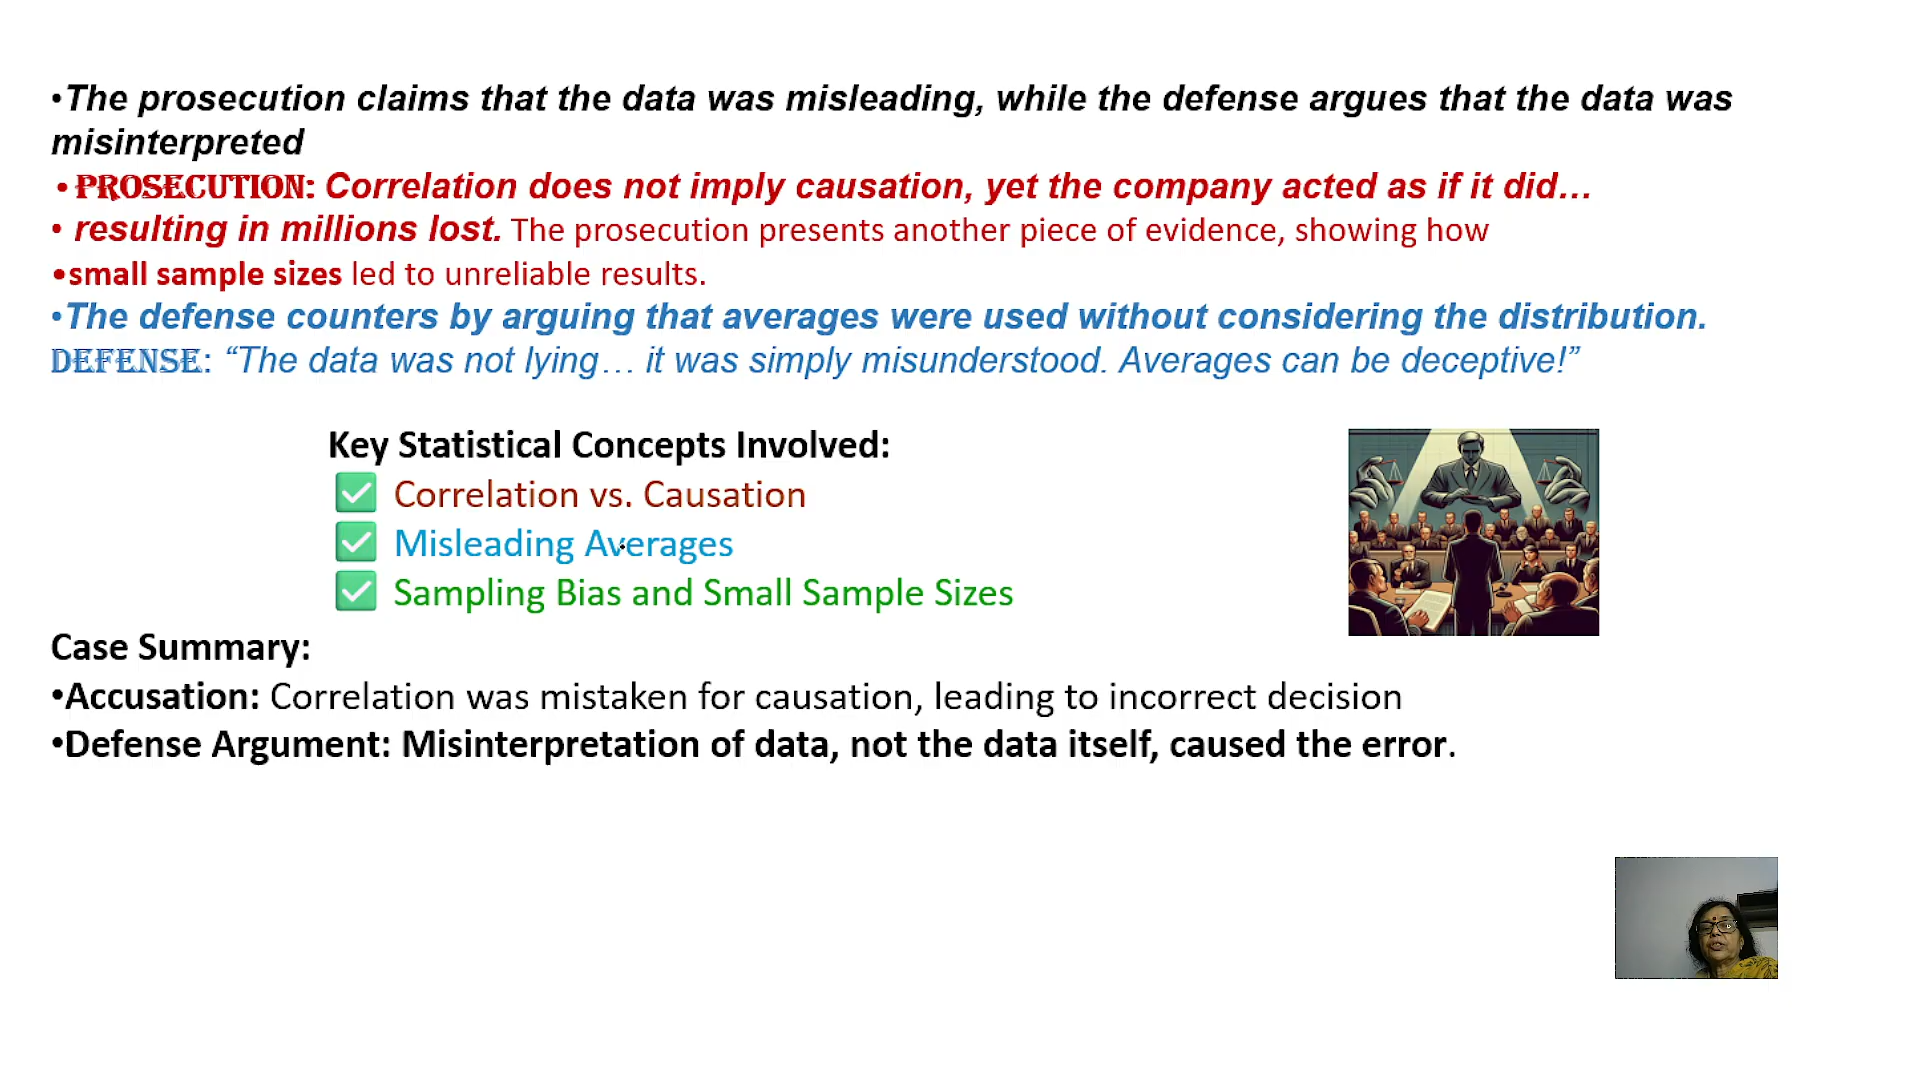 •The prosecution claims that the data was misleading, while the defense argues that the data was
misinterpreted
• PROSECUTION: Correlation does not imply causation, yet the company acted as if it did…
• resulting in millions lost. The prosecution presents another piece of evidence, showing how
•small sample sizes led to unreliable results.
•The defense counters by arguing that averages were used without considering the distribution.
DEFENSE: “The data was not lying… it was simply misunderstood. Averages can be deceptive!”
Key Statistical Concepts Involved:
✅ Correlation vs. Causation
✅ Misleading Averages
✅ Sampling Bias and Small Sample Sizes
Case Summary:
•Accusation: Correlation was mistaken for causation, leading to incorrect decision
•Defense Argument: Misinterpretation of data, not the data itself, caused the error.